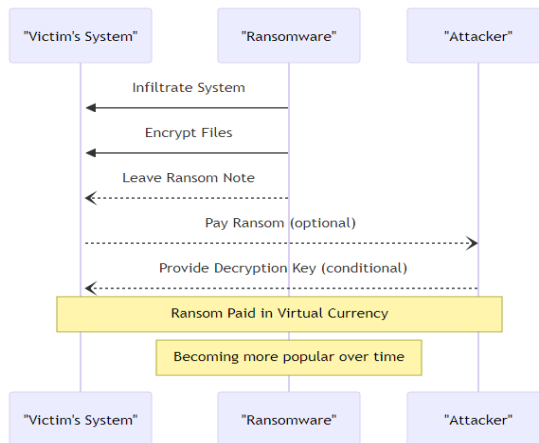 "Victim's System" "Ransomware" "Attacker"
Infiltrate System
Encrypt Files
Leave Ransom Note
Pay Ransom (optional)
Provide Decryption Key (conditional)
Ransom Paid in Virtual Currency
Becoming more popular over time
"Victim's System" "Ransomware" "Attacker"